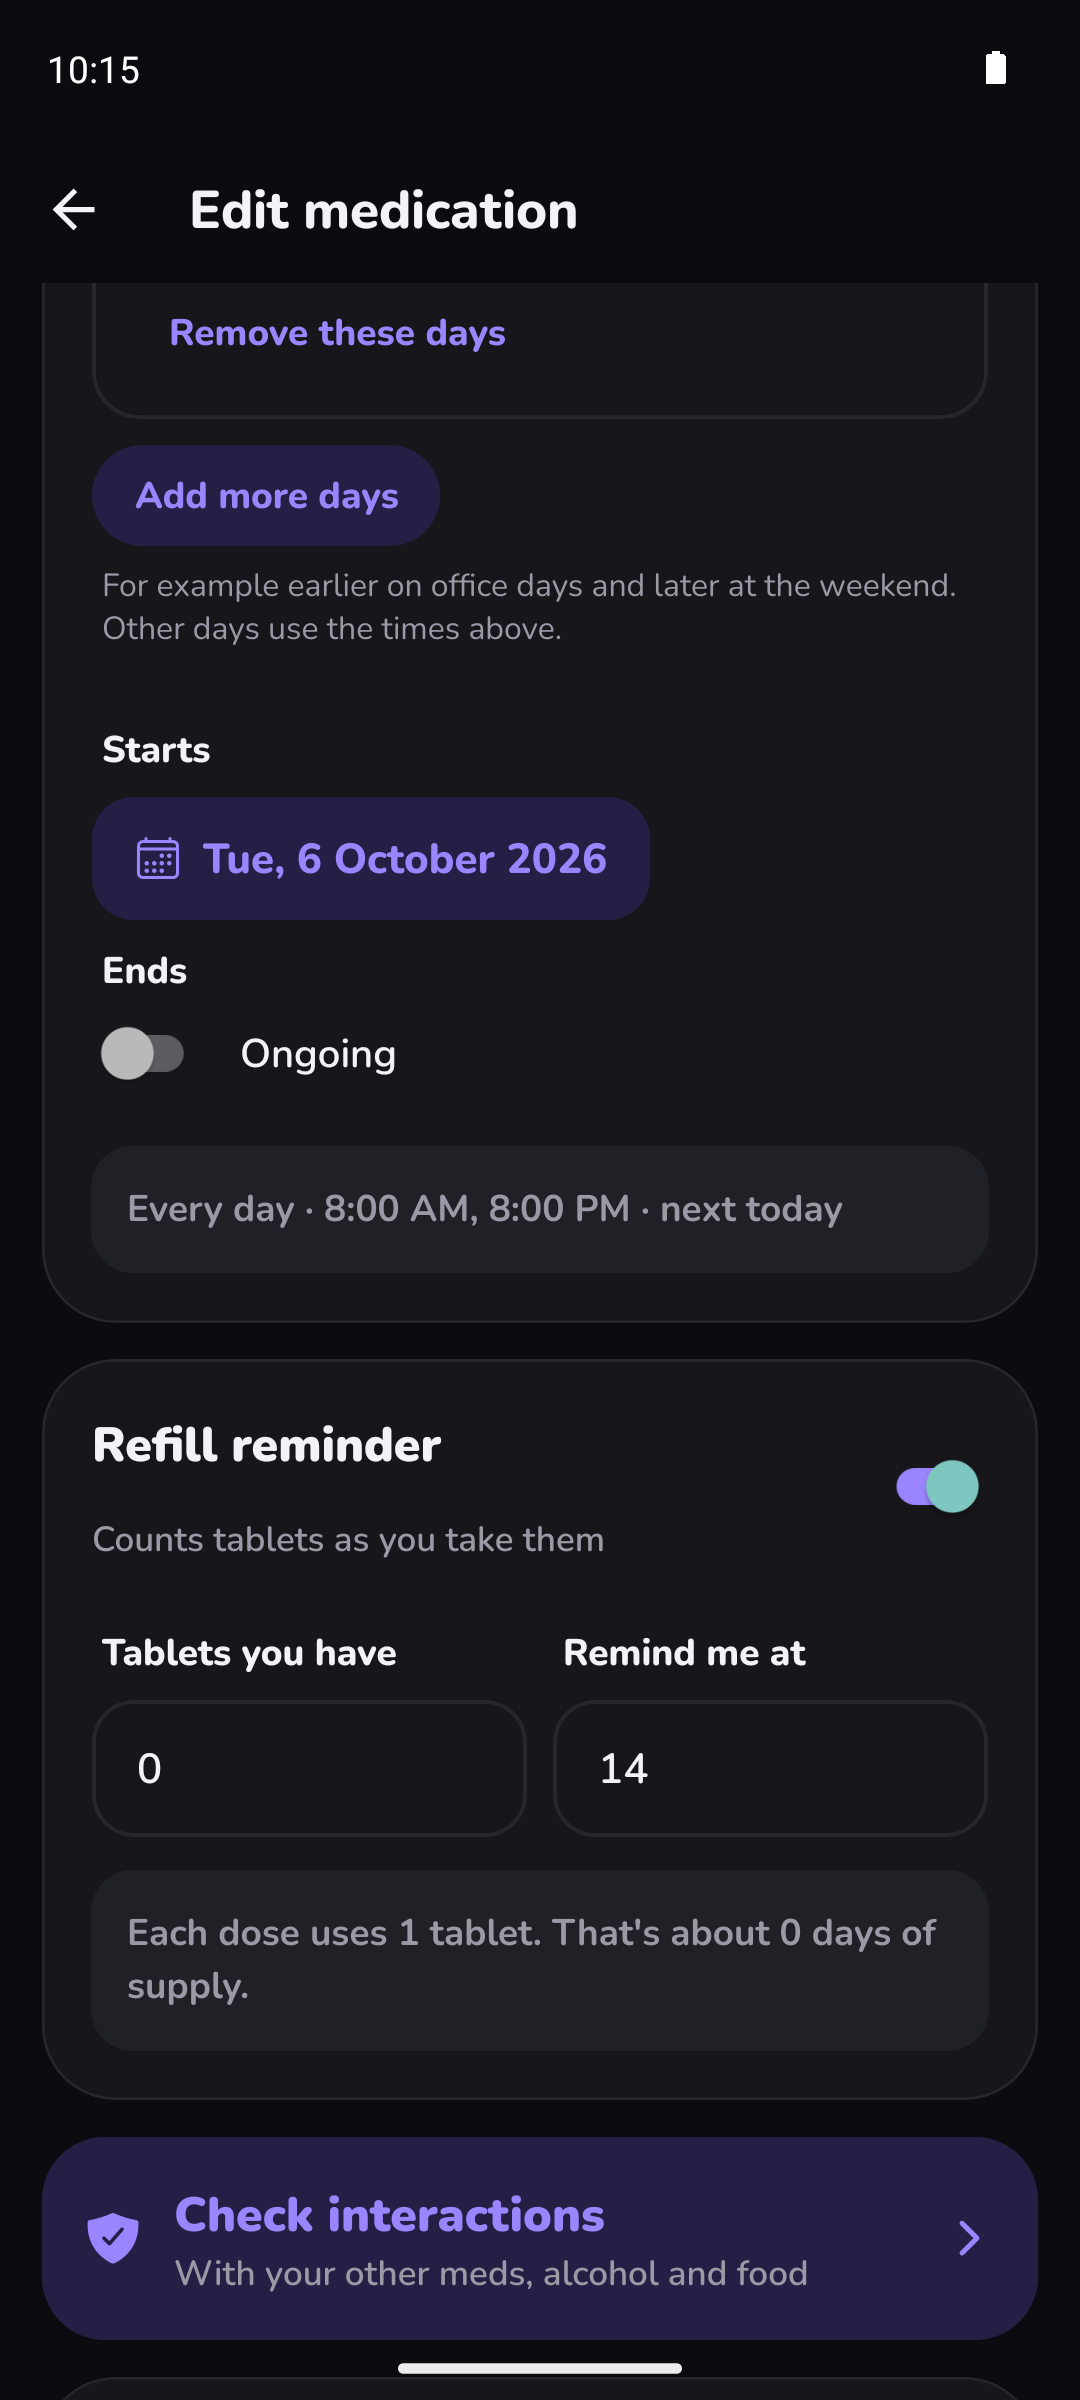 10:15
Edit medication
Remove these days
Add more days
For example earlier on office days and later at the weekend.
Other days use the times above.
Starts
Tue, 6 October 2026
Ends
Ongoing
Every day · 8:00 AM, 8:00 PM · next today
Refill reminder
Counts tablets as you take them
Tablets you have
Remind me at
0
14
Each dose uses 1 tablet. That's about 0 days of
supply.
Check interactions
With your other meds, alcohol and food